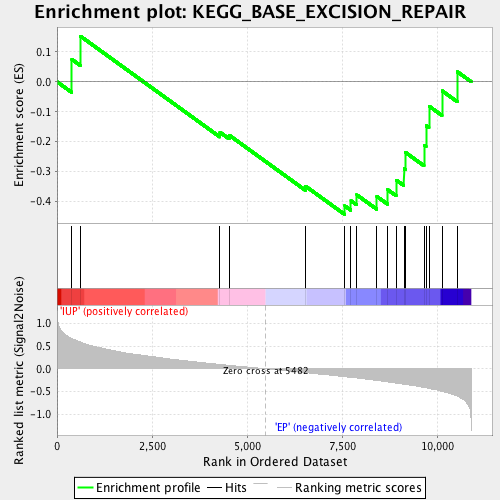 Enrichment plot: KEGG_BASE_EXCISION_REPAIR
Enrichment score (ES)
0.1
0.0
-0.1
-0.2
-0.3
-0.4
'IUP' (positively correlated)
Ranked list metric (Signal2Noise)
1.0
0.5
0.0
-0.5
-1.0
Zero cross at 5482
'EP' (negatively correlated)
0 2,500 5,000 7,500 10,000
Rank in Ordered Dataset
Enrichment profile Hits Ranking metric scores